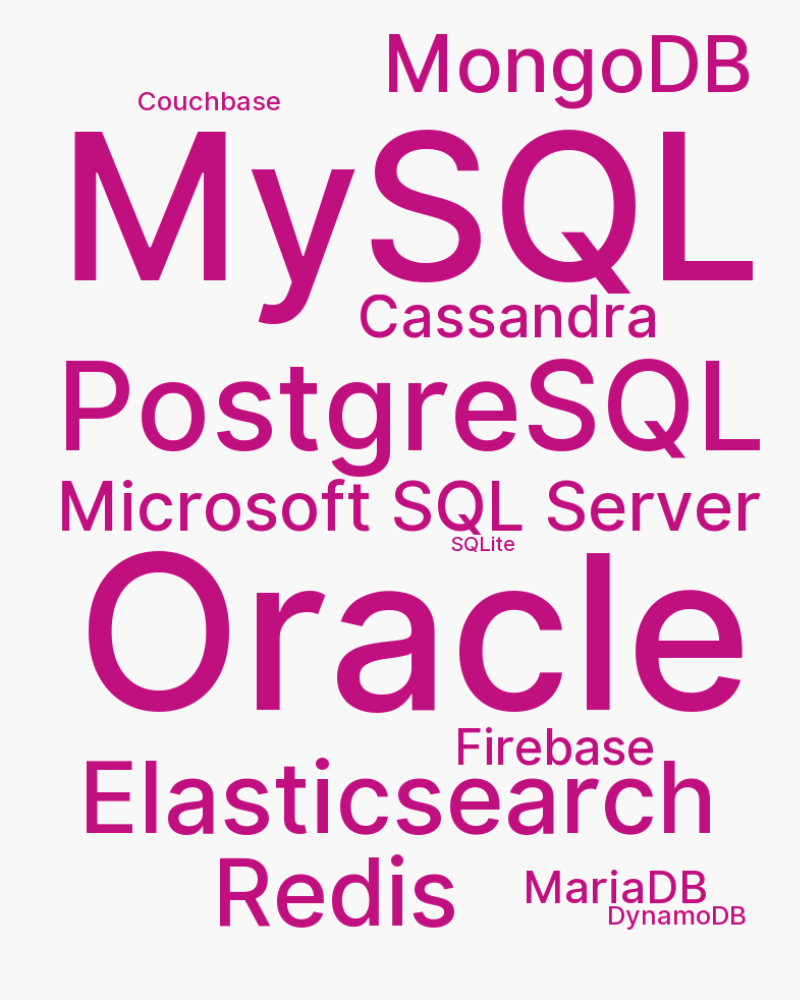 MongoDB
Couchbase
MySQL
Cassandra
PostgreSQL
Microsoft SQL Server
SQLite
Oracle
Firebase
Elasticsearch
Redis
MariaDB
DynamoDB